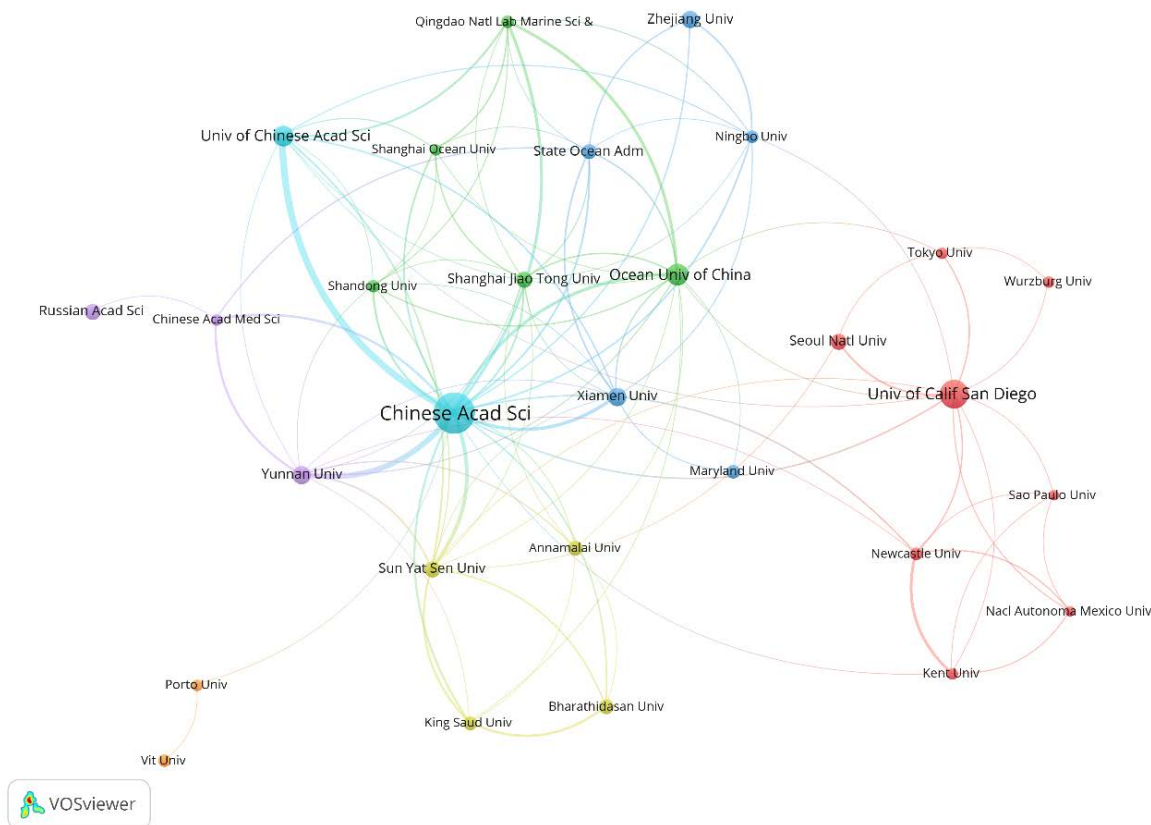 Qingdao Natl Lab Marine Sci &
Zhejiang Univ
Univ of Chinese Acad Sci
Shanghai Ocean Univ
State Ocean Adm
Ningbo Univ
Tokyo Univ
Wurzburg Univ
Shandong Univ
Shanghai Jiao Tong Univ
Ocean Univ of China
Russian Acad Sci
Chinese Acad Med Sci
Seoul Natl Univ
Univ of Calif San Diego
Xiamen Univ
Chinese Acad Sci
Yunnan Univ
Maryland Univ
Sao Paulo Univ
Annamalai Univ
Newcastle Univ
Sun Yat Sen Univ
Nacl Autonoma Mexico Univ
Kent Univ
Porto Univ
Bharathidasan Univ
King Saud Univ
Vit Univ
VOSviewer